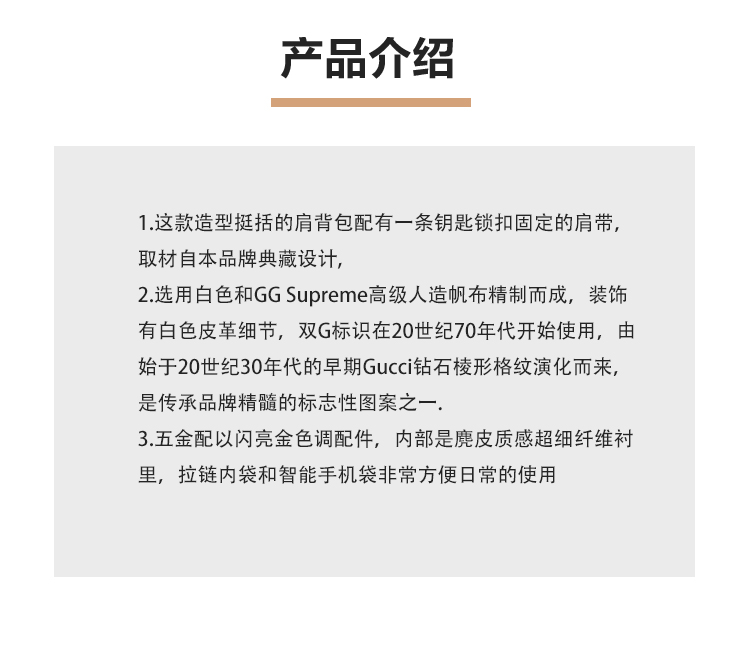 产品介绍
1.这款造型挺括的肩背包配有一条钥匙锁扣固定的肩带,
取材自本品牌典藏设计,
2.选用白色和GG Supreme高级人造帆布精制而成，装饰
有白色皮革细节，双G标识在20世纪70年代开始使用，由
始于20世纪30年代的早期Gucci钻石棱形格纹演化而来,
是传承品牌精髓的标志性图案之一.
3.五金配以闪亮金色调配件，内部是麂皮质感超细纤维衬
里，拉链内袋和智能手机袋非常方便日常的使用